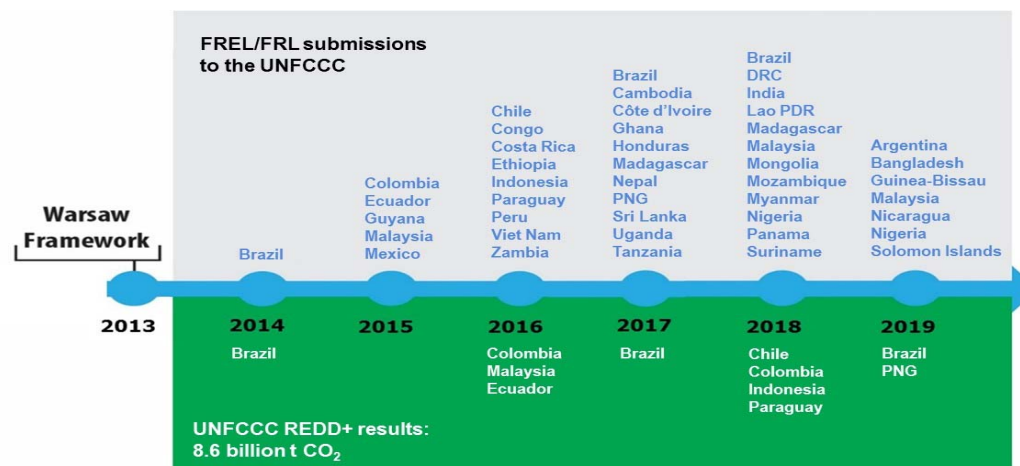 FREL/FRL submissions
to the UNFCCC
Warsaw
Framework
2013
Brazil
2014
Brazil
Colombia
Ecuador
Guyana
Malaysia
Mexico
2015
Chile
Congo
Costa Rica
Ethiopia
Indonesia
Paraguay
Peru
Viet Nam
Zambia
2016
Colombia
Malaysia
Ecuador
Brazil
Cambodia
Côte d’Ivoire
Ghana
Honduras
Madagascar
Nepal
PNG
Sri Lanka
Uganda
Tanzania
2017
Brazil
Brazil
DRC
India
Lao PDR
Madagascar
Malaysia
Mongolia
Mozambique
Myanmar
Nigeria
Panama
Suriname
2018
Chile
Colombia
Indonesia
Paraguay
Argentina
Bangladesh
Guinea-Bissau
Malaysia
Nicaragua
Nigeria
Solomon Islands
2019
Brazil
PNG
UNFCCC REDD+ results:
8.6 billion t CO₂